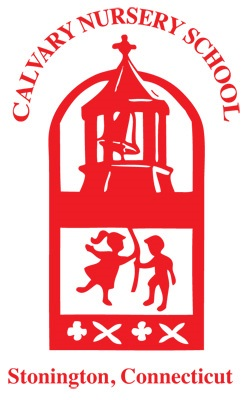 CALVARY NURSERY SCHOOL
Stonington, Connecticut